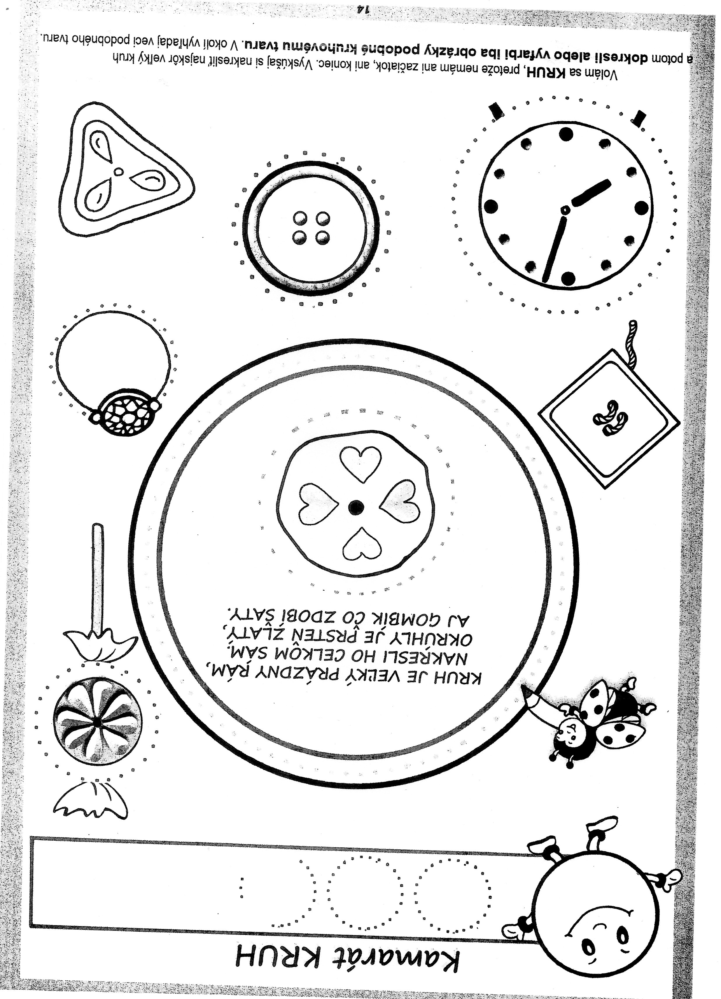 Kamarát KRUH
KRUH JE VEĽKÝ PRÁZDNY RÁM,
NAKRESLI HO CELKOM SÁM.
OKRÚHLY JE PRSTEŇ ZLATÝ,
AJ GOMBÍK ČO ZDOBÍ ŠATY.
Volám sa KRUH, pretože nemám ani začiatok, ani koniec. Vyskúšaj si nakresliť najskôr veľký kruh
a potom dokresli alebo vyfarbi iba obrázky podobné kruhovému tvaru. V okolí vyhľadaj veci podobného tvaru.
14